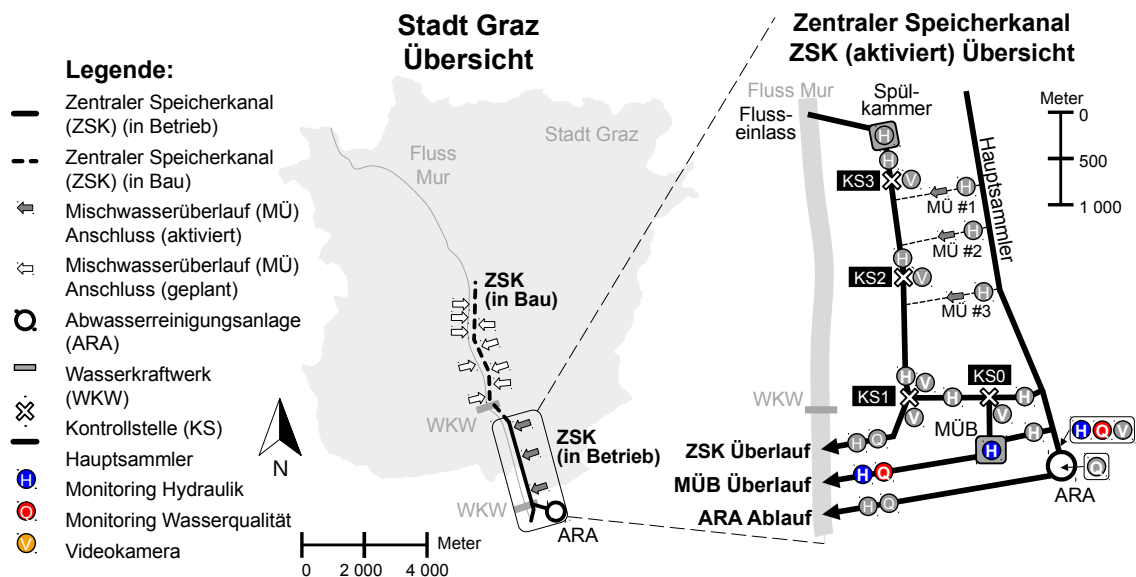 Stadt Graz
Übersicht
Zentraler Speicherkanal
ZSK (aktiviert) Übersicht
Legende:
Zentraler Speicherkanal
(ZSK) (in Betrieb)
Zentraler Speicherkanal
(ZSK) (in Bau)
Mischwasserüberlauf (MÜ)
Anschluss (aktiviert)
Mischwasserüberlauf (MÜ)
Anschluss (geplant)
Abwasserreinigungsanlage
(ARA)
Wasserkraftwerk
(WKW)
Kontrollstelle (KS)
Hauptsammler
H Monitoring Hydraulik
Q Monitoring Wasserqualität
V Videokamera
Stadt Graz
Fluss
Mur
ZSK
(in Bau)
WKW
ZSK
(in Betrieb)
WKW
ARA
N
Meter
0 2 000 4 000
Fluss Mur
Fluss-
einlass
Spül-
kammer
H
H
KS3
V
H
MÜ #1
H
MÜ #2
H
KS2
V
H
MÜ #3
Hauptsammler
Meter
0
500
1 000
WKW
H
V
KS1
V
H
KS0
H
V
MÜB
H
H
H Q V
Q
ARA
H Q
ZSK Überlauf
H Q
MÜB Überlauf
H Q
ARA Ablauf